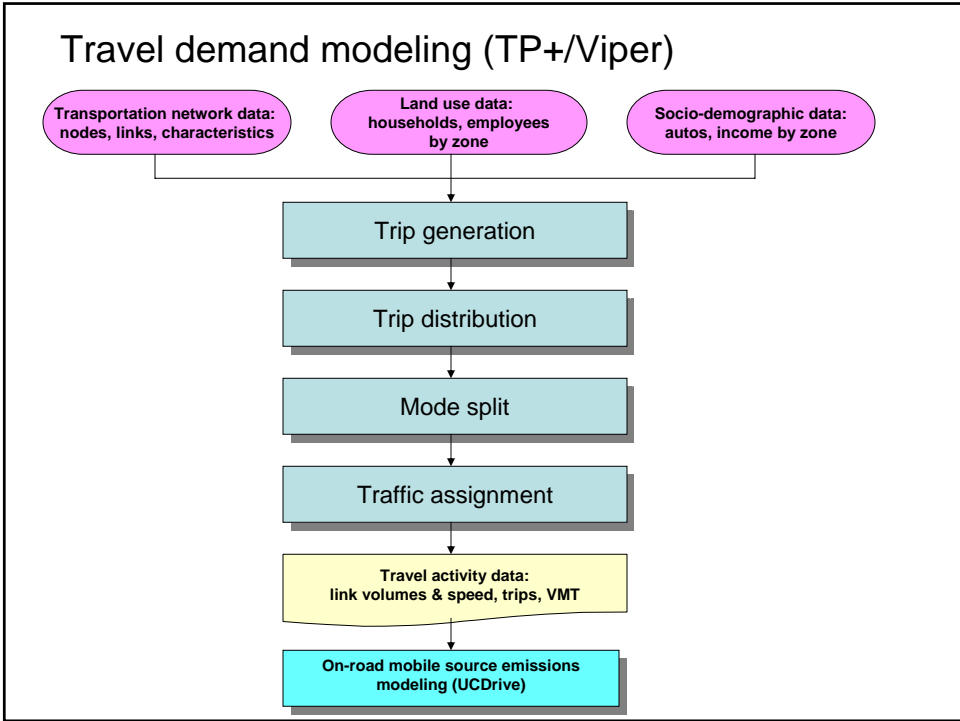 Travel demand modeling (TP+/Viper)
Transportation network data:
nodes, links, characteristics
Land use data:
households, employees
by zone
Socio-demographic data:
autos, income by zone
Trip generation
Trip distribution
Mode split
Traffic assignment
Travel activity data:
link volumes & speed, trips, VMT
On-road mobile source emissions
modeling (UCDrive)